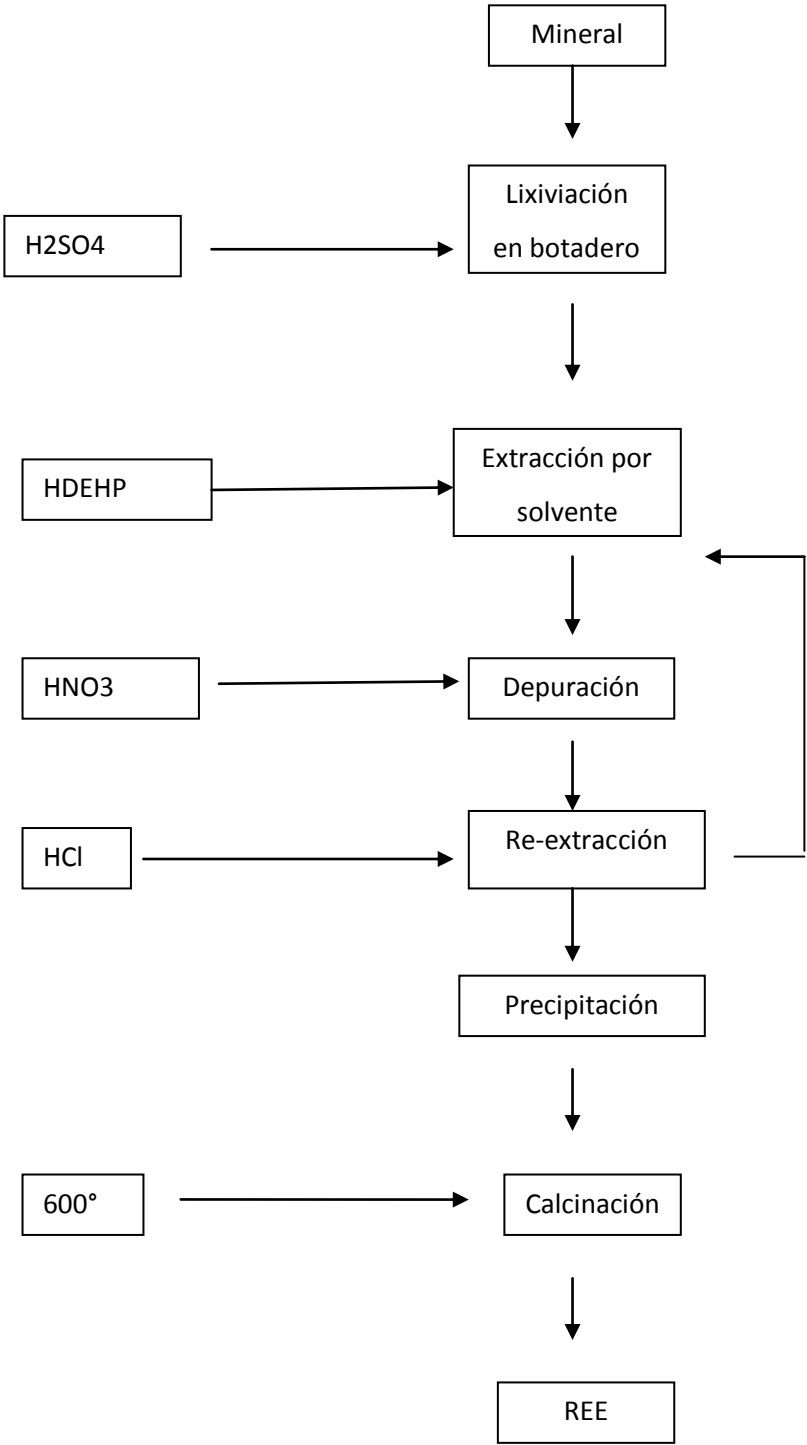 Mineral
Lixiviación
en botadero
H2SO4
Extracción por
solvente
HDEHP
HNO3
Depuración
Re-extracción
HCl
Precipitación
600°
Calcinación
REE